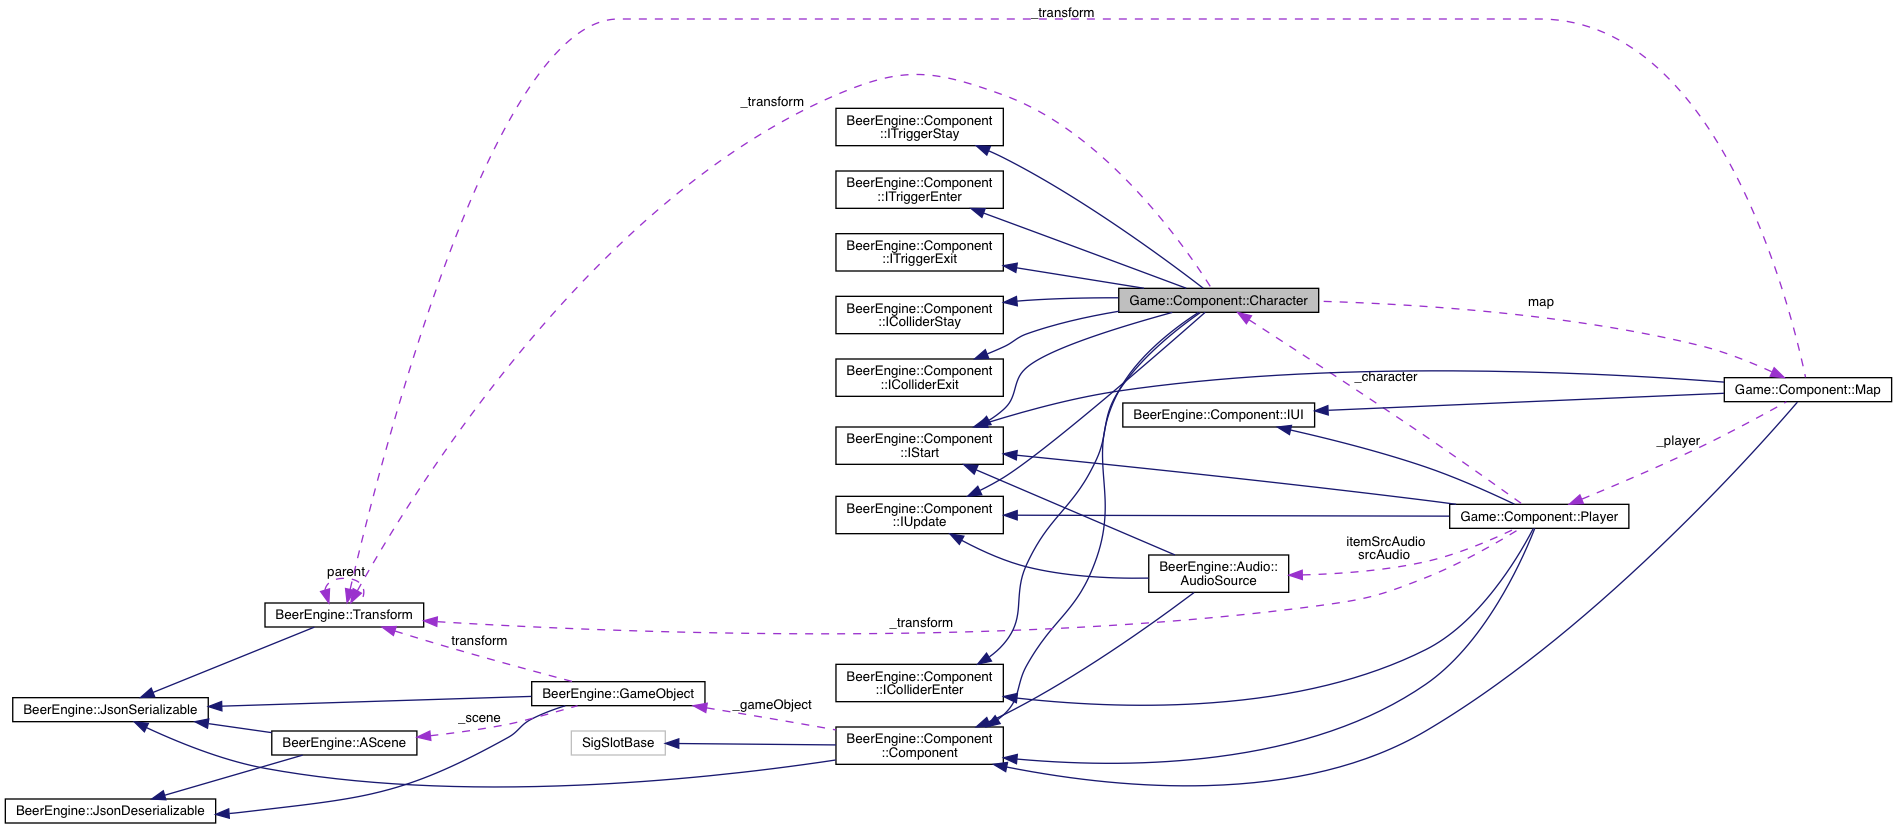 _transform
_transform
BeerEngine::Component
::ITriggerStay
BeerEngine::Component
::ITriggerEnter
BeerEngine::Component
::ITriggerExit
Game::Component::Character
map
BeerEngine::Component
::IColliderStay
BeerEngine::Component
::IColliderExit
_character
Game::Component::Map
BeerEngine::Component::IUI
BeerEngine::Component
::IStart
_player
BeerEngine::Component
::IUpdate
Game::Component::Player
itemSrcAudio
srcAudio
BeerEngine::Audio::
AudioSource
parent
BeerEngine::Transform
_transform
transform
BeerEngine::Component
::IColliderEnter
BeerEngine::GameObject
BeerEngine::JsonSerializable
_gameObject
_scene
BeerEngine::AScene
SigSlotBase
BeerEngine::Component
::Component
BeerEngine::JsonDeserializable